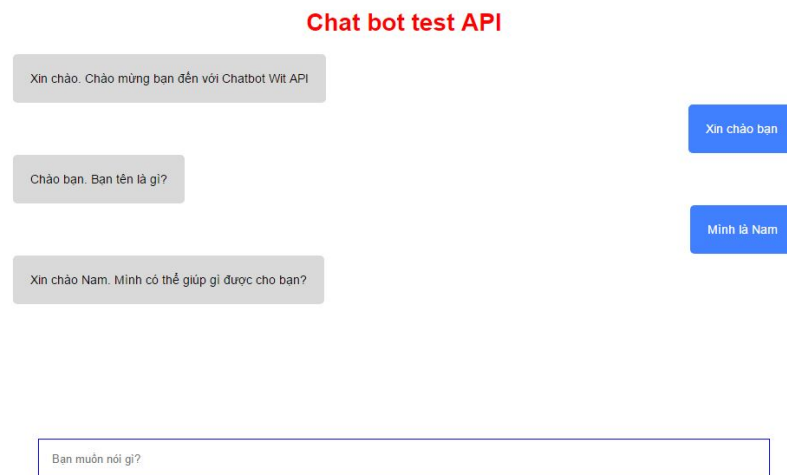 Chat bot test API
Xin chào. Chào mừng bạn đến với Chatbot Wit API
Xin chào bạn
Chào bạn. Bạn tên là gì?
Mình là Nam
Xin chào Nam. Mình có thể giúp gì được cho bạn?
Bạn muốn nói gì?